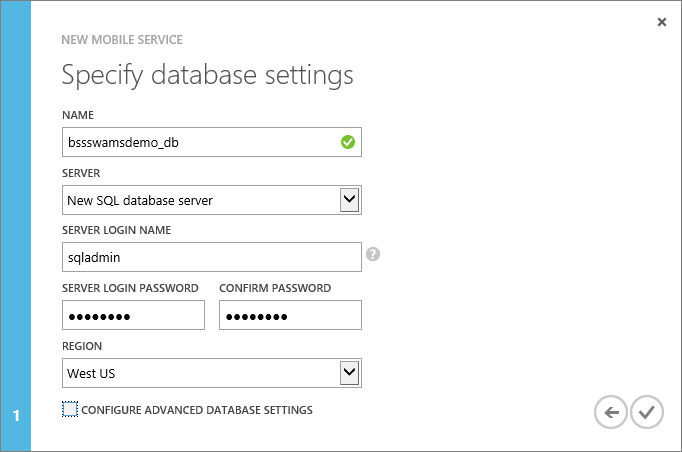 NEW MOBILE SERVICE
Specify database settings
NAME
bssswamsdemo_db
SERVER
New SQL database server
SERVER LOGIN NAME
sqladmin
?
SERVER LOGIN PASSWORD CONFIRM PASSWORD
●●●●●●●● ●●●●●●●●
REGION
West US
CONFIGURE ADVANCED DATABASE SETTINGS
1